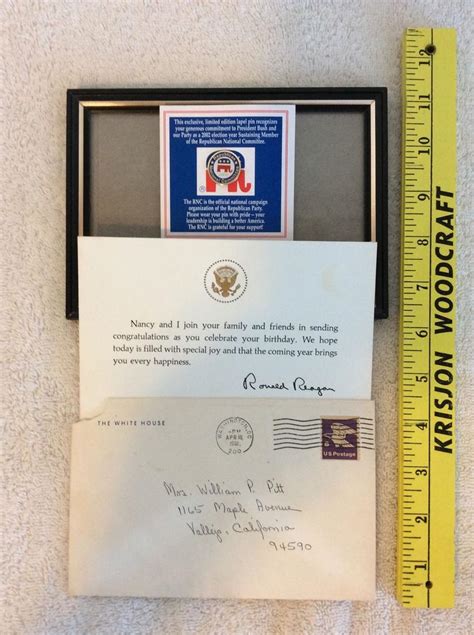 This exclusive, limited edition lapel pin recognizes
your generous commitment to President Bush and
our Party as a 2002 election year Sustaining Member
of the Republican National Committee.
The RNC is the official national campaign
organization of the Republican Party.
Please wear your pin with pride – your
leadership is building a better America.
The RNC is grateful for your support!
Nancy and I join your family and friends in sending
congratulations as you celebrate your birthday. We hope
today is filled with special joy and that the coming year brings
you every happiness.
Ronald Reagan
THE WHITE HOUSE
WASHINGTON, DC
PM
APR
1981
200
U.S. Postage
Mrs. William P. Pitt
1165 Maple Avenue
Vallejo, California
94590
KRISJON WOODCRAFT
12
11
10
9
8
7
6
5
4
3
2
1